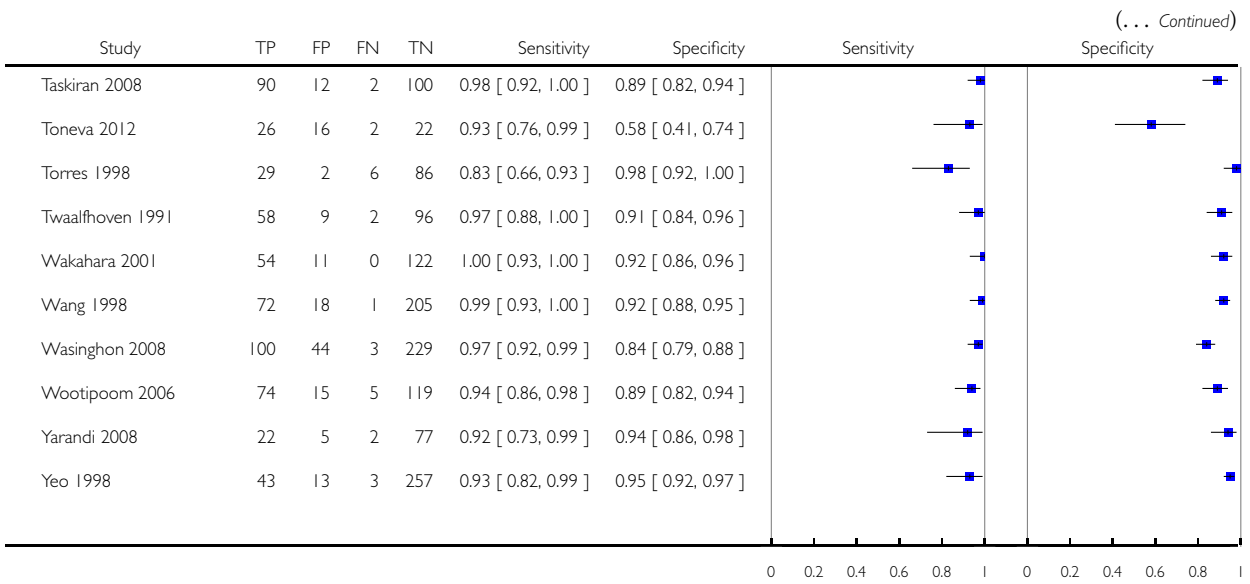 (... Continued)
Study TP FP FN TN Sensitivity Specificity Sensitivity Specificity
Taskiran 2008 90 12 2 100 0.98 [ 0.92, 1.00 ] 0.89 [ 0.82, 0.94 ]
Toneva 2012 26 16 2 22 0.93 [ 0.76, 0.99 ] 0.58 [ 0.41, 0.74 ]
Torres 1998 29 2 6 86 0.83 [ 0.66, 0.93 ] 0.98 [ 0.92, 1.00 ]
Twaalfhoven 1991 58 9 2 96 0.97 [ 0.88, 1.00 ] 0.91 [ 0.84, 0.96 ]
Wakahara 2001 54 11 0 122 1.00 [ 0.93, 1.00 ] 0.92 [ 0.86, 0.96 ]
Wang 1998 72 18 1 205 0.99 [ 0.93, 1.00 ] 0.92 [ 0.88, 0.95 ]
Wasinghon 2008 100 44 3 229 0.97 [ 0.92, 0.99 ] 0.84 [ 0.79, 0.88 ]
Wootipoom 2006 74 15 5 119 0.94 [ 0.86, 0.98 ] 0.89 [ 0.82, 0.94 ]
Yarandi 2008 22 5 2 77 0.92 [ 0.73, 0.99 ] 0.94 [ 0.86, 0.98 ]
Yeo 1998 43 13 3 257 0.93 [ 0.82, 0.99 ] 0.95 [ 0.92, 0.97 ]
0 0.2 0.4 0.6 0.8 1 0 0.2 0.4 0.6 0.8 1